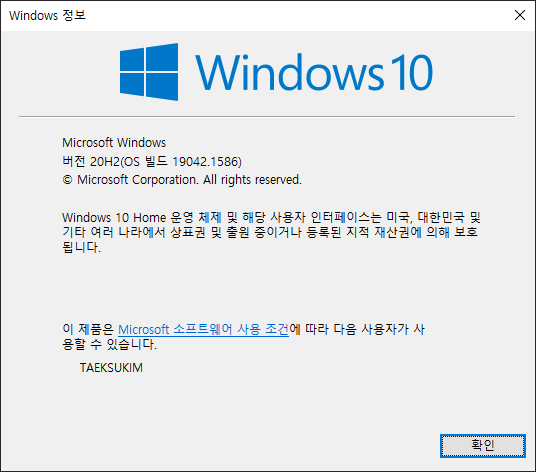 Windows 정보
Windows 10
Microsoft Windows
버전 20H2(OS 빌드 19042.1586)
© Microsoft Corporation. All rights reserved.
Windows 10 Home 운영 체제 및 해당 사용자 인터페이스는 미국, 대한민국 및
기타 여러 나라에서 상표권 및 출원 중이거나 등록된 지적 재산권에 의해 보호
됩니다.
이 제품은 Microsoft 소프트웨어 사용 조건에 따라 다음 사용자가 사
용할 수 있습니다.
TAEKSUKIM
확인